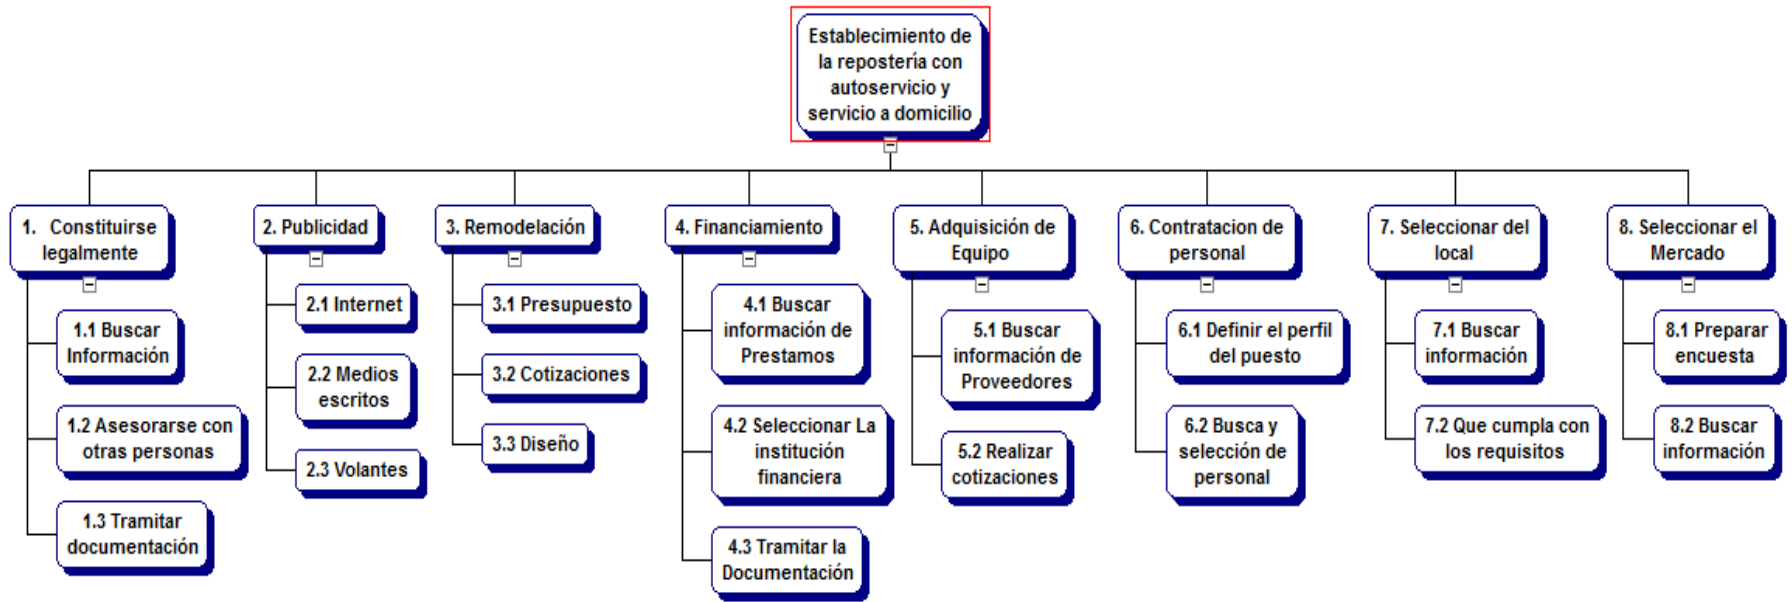 Establecimiento de
la repostería con
autoservicio y
servicio a domicilio
1. Constituirse
legalmente
1.1 Buscar
Información
1.2 Asesorarse con
otras personas
1.3 Tramitar
documentación
2. Publicidad
2.1 Internet
2.2 Medios
escritos
2.3 Volantes
3. Remodelación
3.1 Presupuesto
3.2 Cotizaciones
3.3 Diseño
4. Financiamiento
4.1 Buscar
información de
Prestamos
4.2 Seleccionar La
institución
financiera
4.3 Tramitar la
Documentación
5. Adquisición de
Equipo
5.1 Buscar
información de
Proveedores
5.2 Realizar
cotizaciones
6. Contratacion de
personal
6.1 Definir el perfil
del puesto
6.2 Busca y
selección de
personal
7. Seleccionar del
local
7.1 Buscar
información
7.2 Que cumpla con
los requisitos
8. Seleccionar el
Mercado
8.1 Preparar
encuesta
8.2 Buscar
información